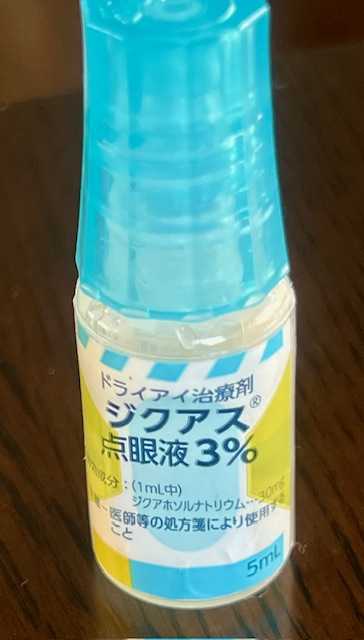 ドライアイ治療剤
ジクアス®
点眼液 3%
成分：(1mL中)
ジクアホソルナトリウム…30mg
医師等の処方箋により使用する
こと
5mL